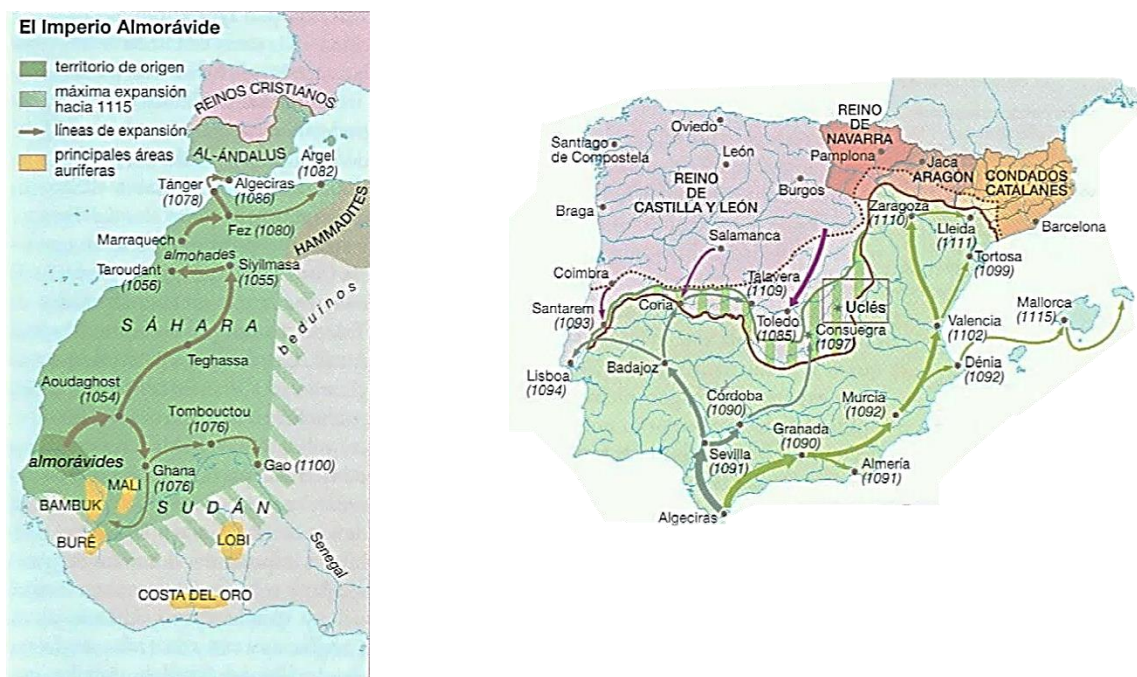 El Imperio Almorávide
territorio de origen
máxima expansión
hacia 1115
líneas de expansión
principales áreas
auríferas
REINOS CRISTIANOS
AL-ÁNDALUS
Argel
(1082)
Tánger
(1078)
Algeciras
(1086)
Fez (1080)
HAMMADITES
Marraquech
almohades
Taroudant
(1056)
Siyilmasa
(1055)
beduinos
SÁHARA
Teghassa
Aoudaghost
(1054)
Tombouctou
(1076)
almorávides
Ghana
(1076)
Gao (1100)
MALI
BAMBUK
SUDÁN
BURÉ
LOBI
Senegal
COSTA DEL ORO
REINO
DE
NAVARRA
Oviedo
Santiago
de Compostela
León
Pamplona
Jaca
ARAGÓN
CONDADOS
CATALANES
REINO
DE
CASTILLA Y LEÓN
Burgos
Braga
Zaragoza
(1110)
Lleida
(1111)
Barcelona
Salamanca
Tortosa
(1099)
Coimbra
Talavera
(1109)
Santarem
(1093)
Coria
Toledo
(1085)
Uclés
Consuegra
(1097)
Mallorca
(1115)
Valencia
(1102)
Lisboa
(1094)
Badajoz
Dénia
(1092)
Córdoba
(1090)
Murcia
(1092)
Granada
(1090)
Sevilla
(1091)
Almería
(1091)
Algeciras